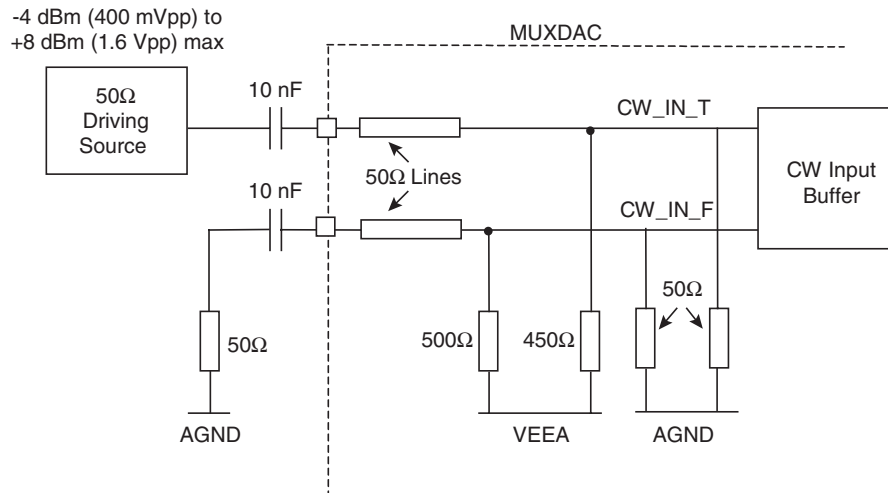 -4 dBm (400 mVpp) to
+8 dBm (1.6 Vpp) max
MUXDAC
50Ω
Driving
Source
10 nF
CW_IN_T
CW Input
Buffer
50Ω Lines
10 nF
CW_IN_F
50Ω
50Ω
500Ω
450Ω
AGND
VEEA
AGND